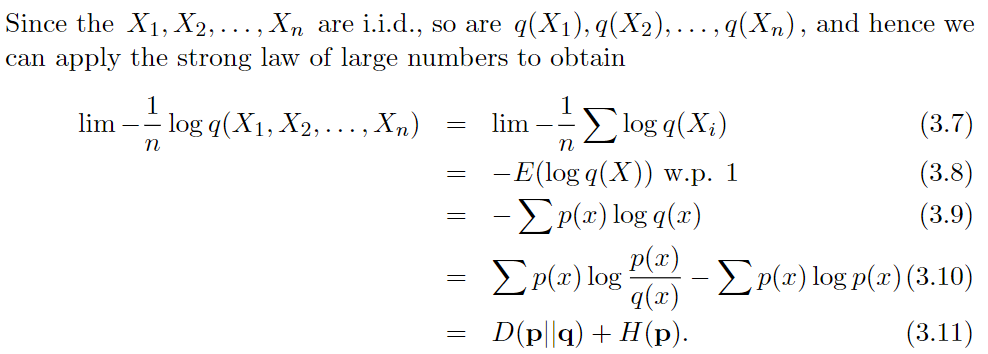 Since the X₁, X₂, . . . , Xₙ are i.i.d., so are q(X₁), q(X₂), . . . , q(Xₙ), and hence we
can apply the strong law of large numbers to obtain
lim −1/n log q(X₁, X₂, . . . , Xₙ) = lim −1/n ∑ log q(Xᵢ) (3.7)
= −E(log q(X)) w.p. 1 (3.8)
= −∑ p(x) log q(x) (3.9)
= ∑ p(x) log p(x)/q(x) − ∑ p(x) log p(x) (3.10)
= D(p||q) + H(p). (3.11)